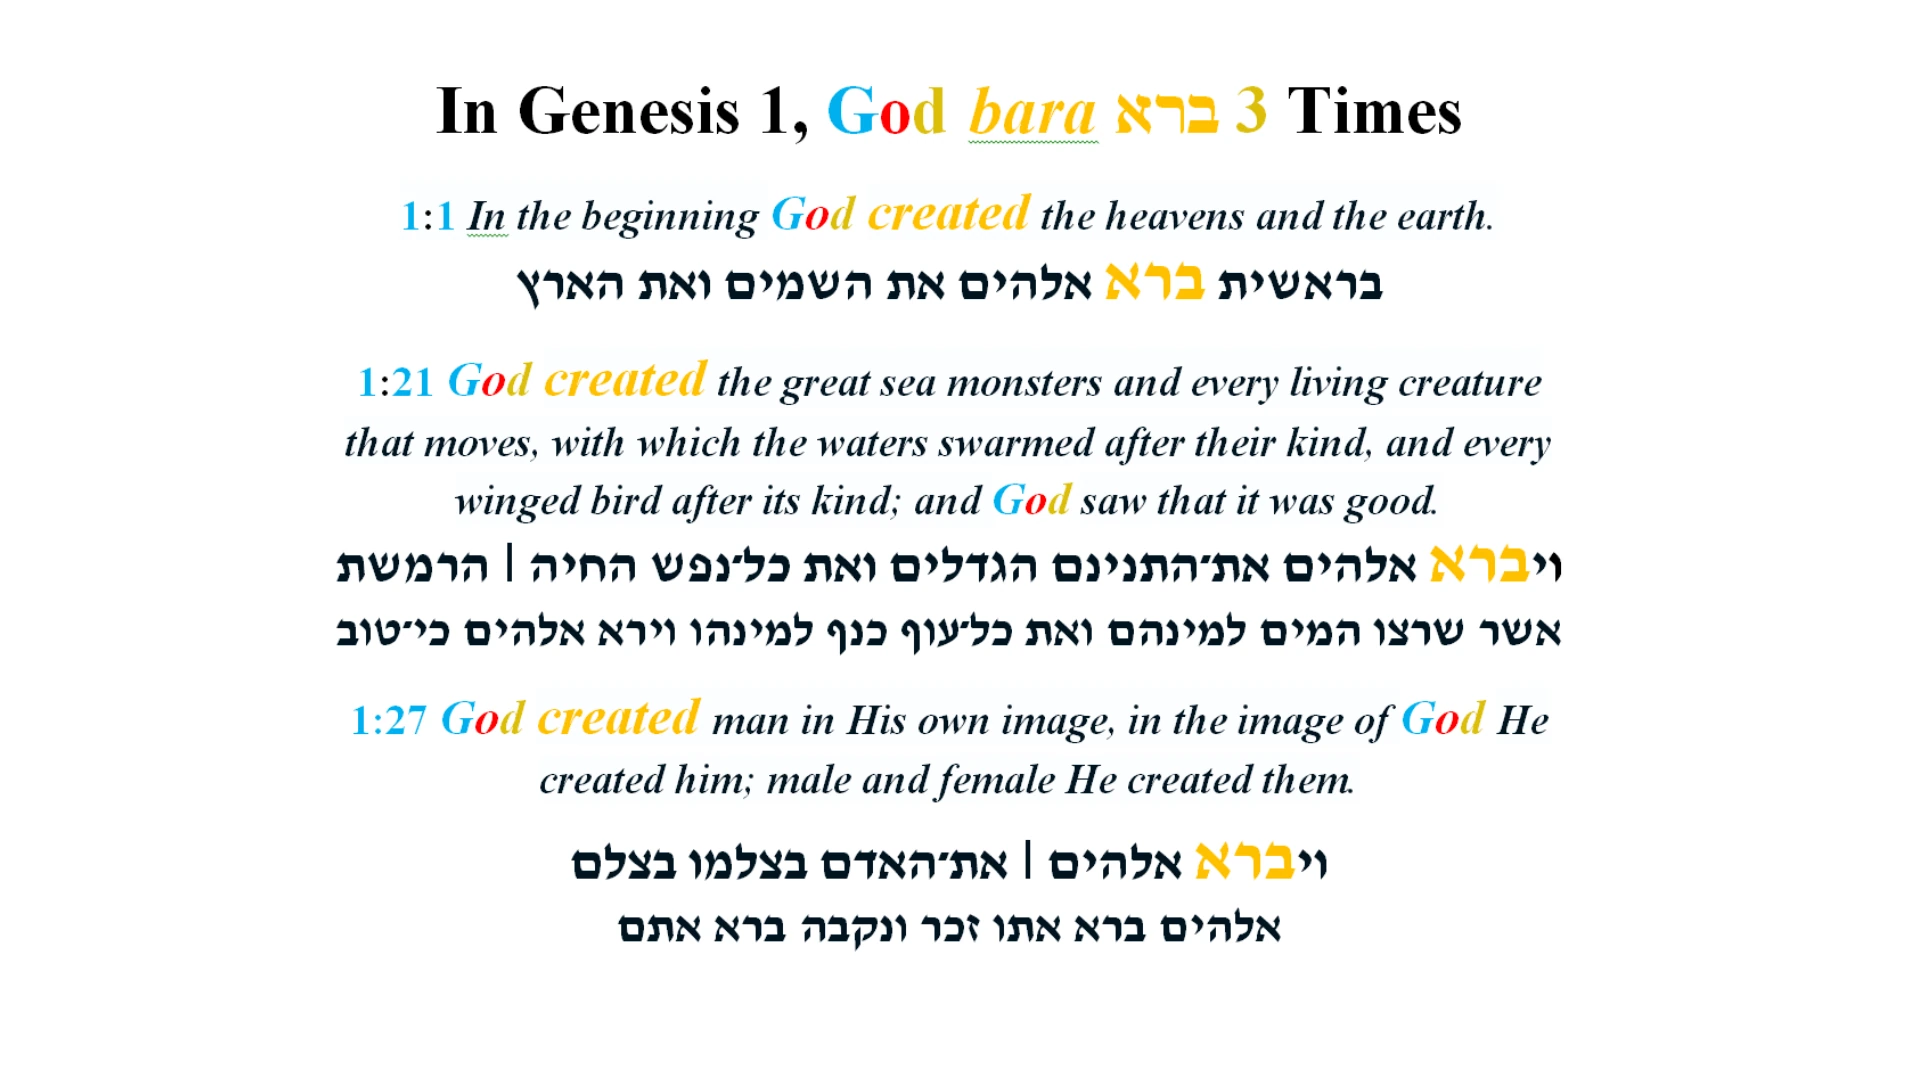 In Genesis 1, God bara ברא 3 Times
1:1 In the beginning God created the heavens and the earth.
בראשית ברא אלהים את השמים ואת הארץ
1:21 God created the great sea monsters and every living creature
that moves, with which the waters swarmed after their kind, and every
winged bird after its kind; and God saw that it was good.
ויברא אלהים את־התנינם הגדלים ואת כל־נפש החיה | הרמשת
אשר שרצו המים למינהם ואת כל־עוף כנף למינהו וירא אלהים כי־טוב
1:27 God created man in His own image, in the image of God He
created him; male and female He created them.
ויברא אלהים | את־האדם בצלמו בצלם
אלהים ברא אתו זכר ונקבה ברא אתם